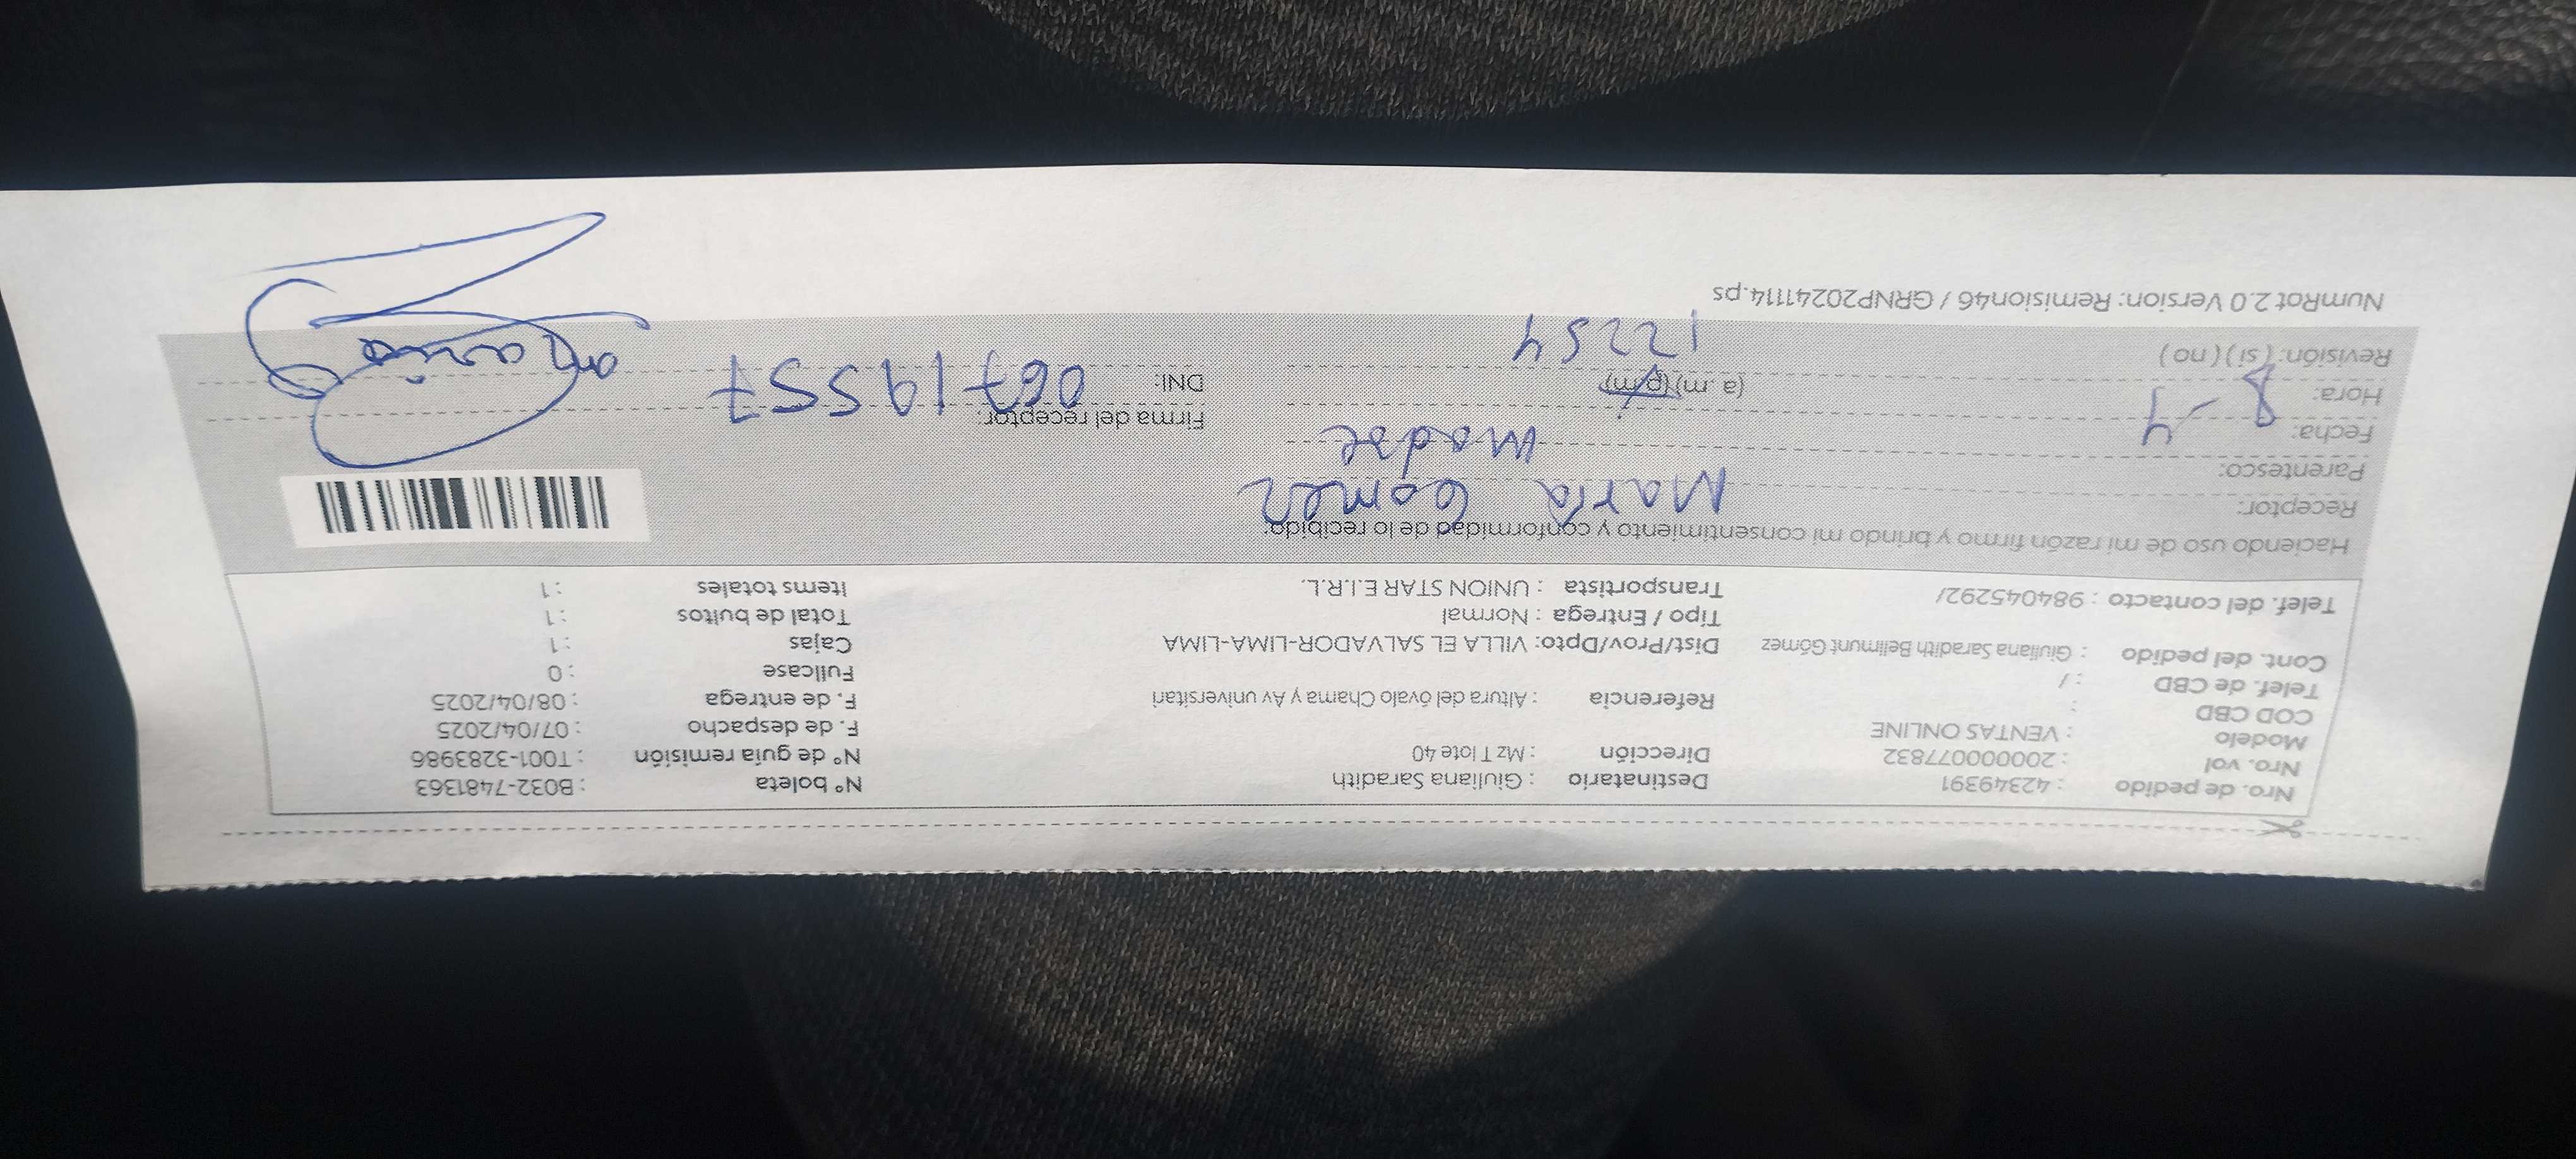 Nro. de pedido : 42349391
Nro. vol : 20000007​7832
Modelo : VENTAS ONLINE
COD CBD :
Telef. de CBD : /
Cont. del pedido : Giuliana Saradith Bellmunt Gómez
Telef. del contacto : 984045292/
Destinatario : Giuliana Saradith
Dirección : Mz T lote 40
Referencia : Altura del óvalo Chama y Av universitari
Dist/Prov/Dpto: VILLA EL SALVADOR-LIMA-LIMA
Tipo / Entrega : Normal
Transportista : UNION STAR E.I.R.L.
N° boleta : B032-7481363
N° de guía remisión : T001-3283986
F. de despacho : 07/04/2025
F. de entrega : 08/04/2025
Fullcase : 0
Cajas : 1
Total de bultos : 1
Items totales : 1
Haciendo uso de mi razón firmo y brindo mi consentimiento y conformidad de lo recibido:
Receptor: María Gomez
Parentesco: Madre
Fecha: 8-4
Hora: (a. m) (p.m)
1254
Revisión: (si) (no)
Firma del receptor:
DNI: 06719557
NumRot 2.0 Version: Remision46 / GRNP20241114.ps